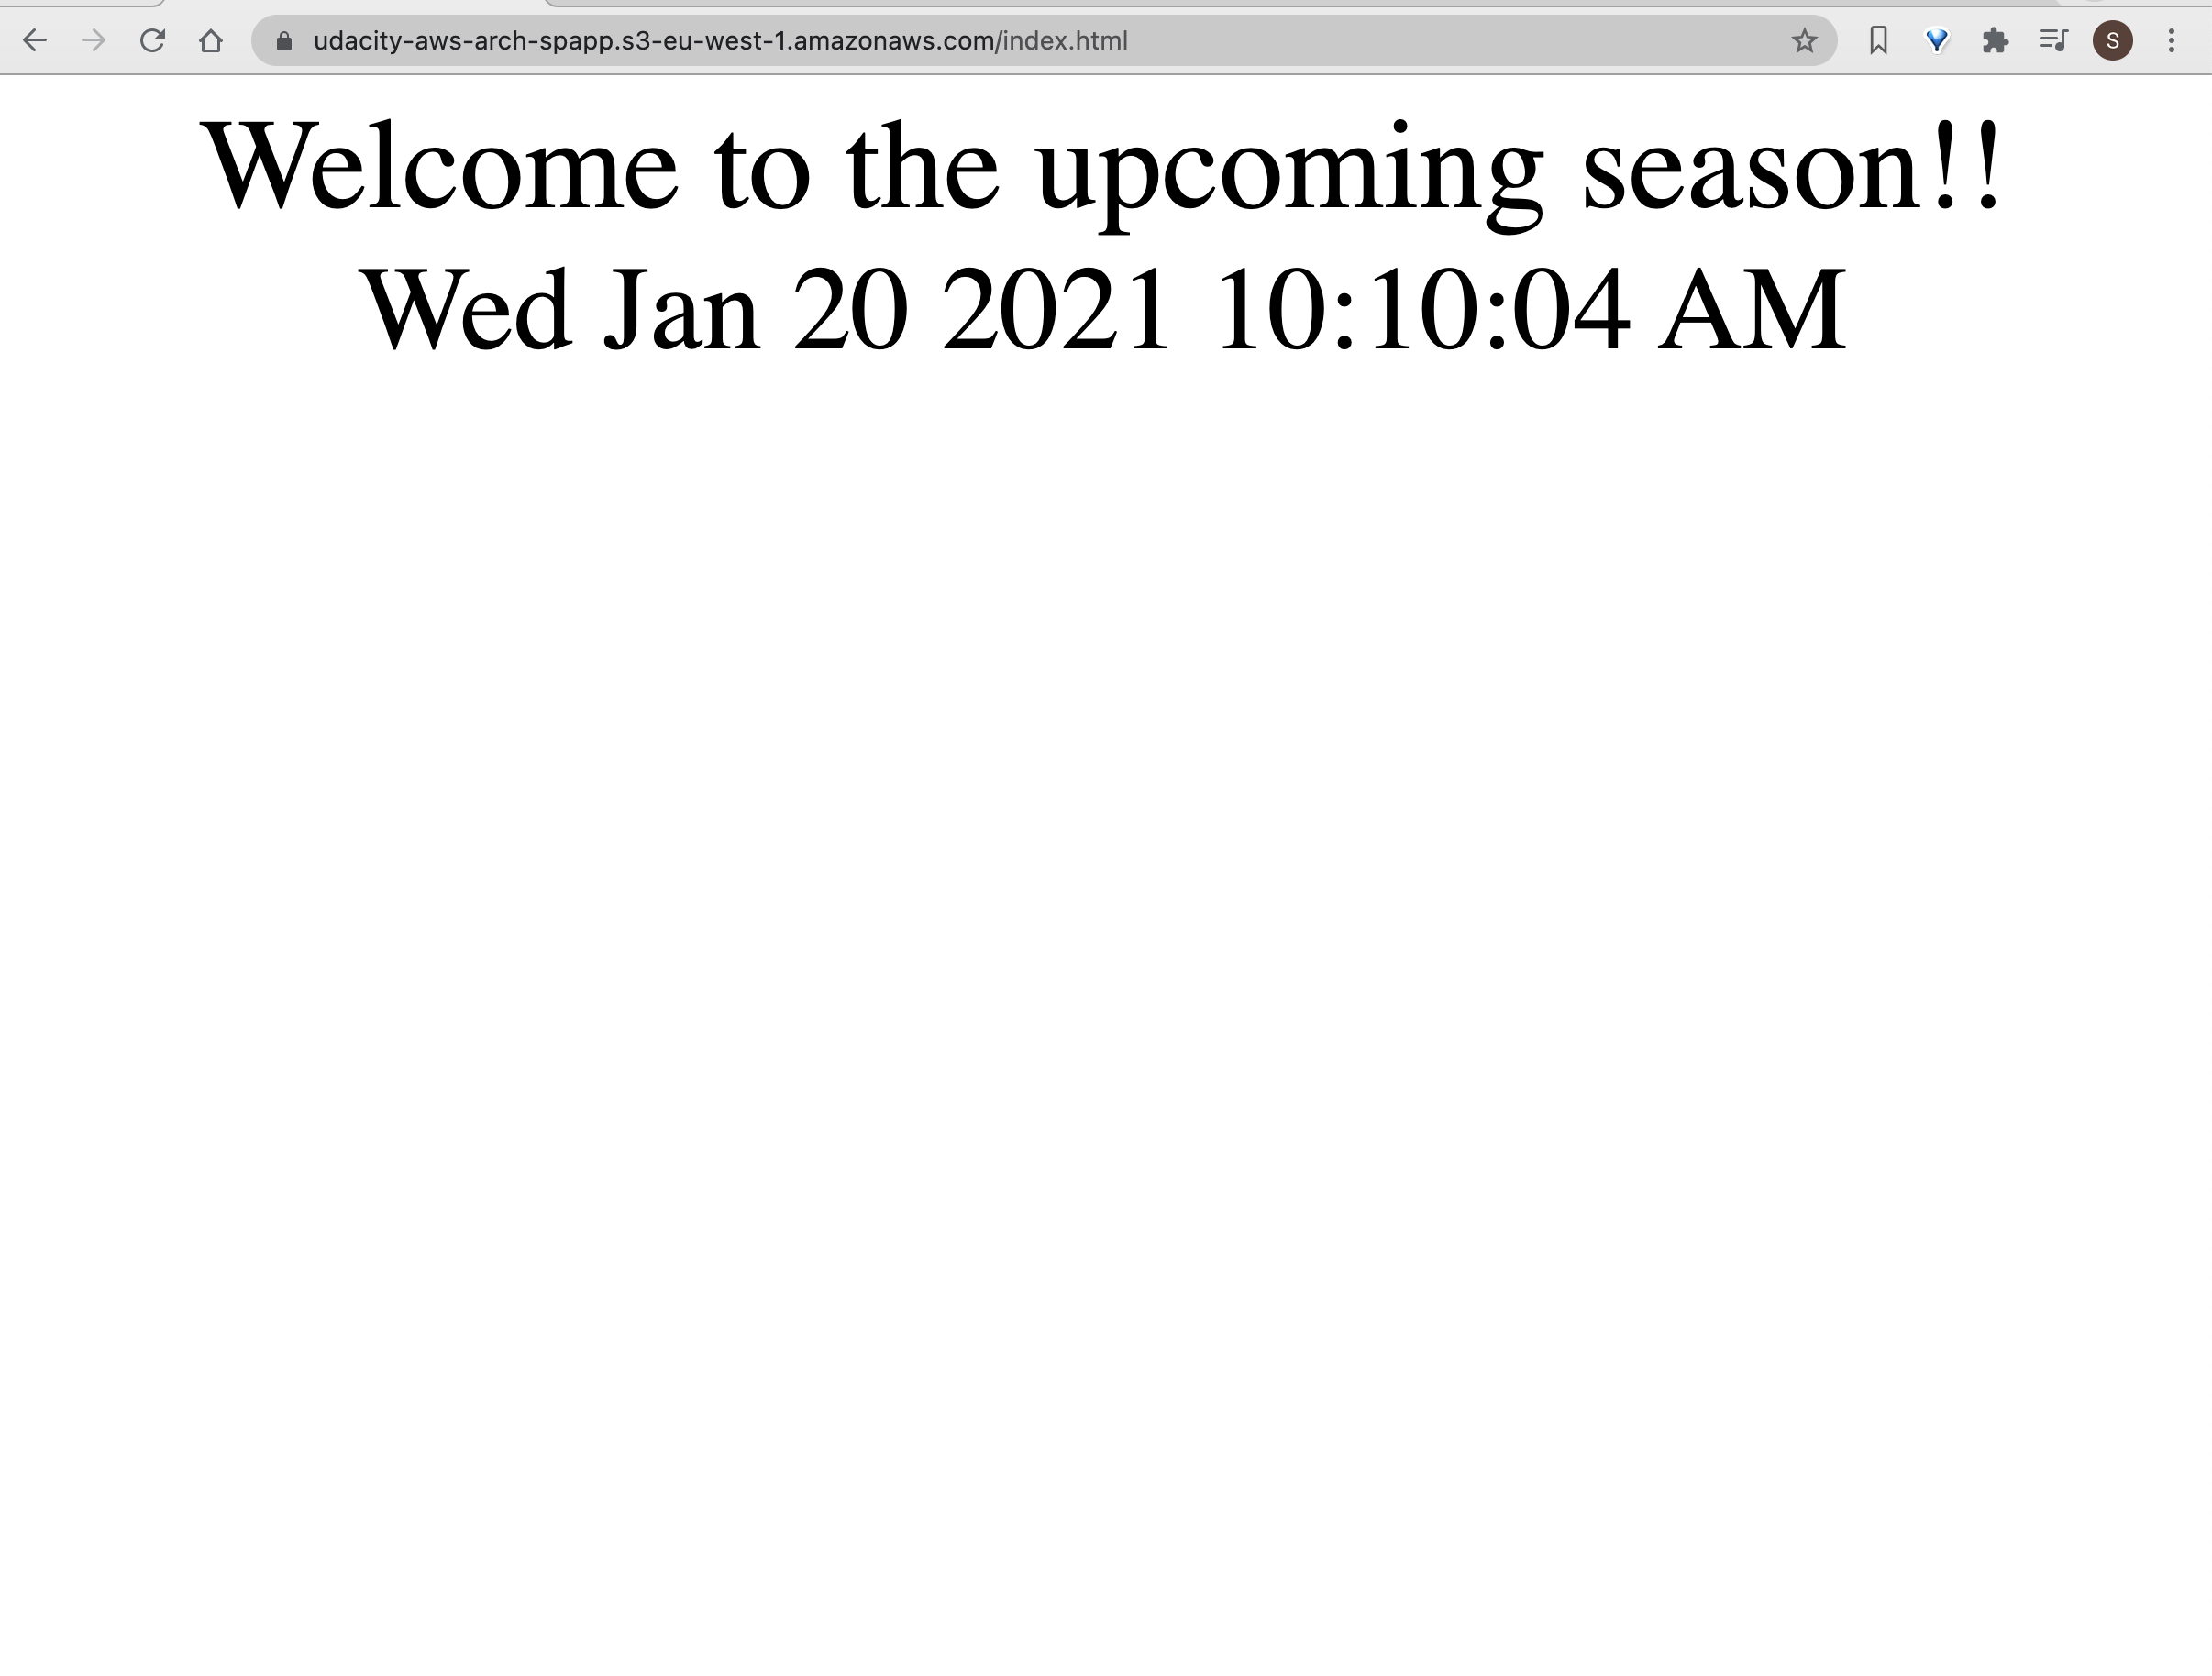 udacity-aws-arch-spapp.s3-eu-west-1.amazonaws.com/index.html
S
Welcome to the upcoming season!!
Wed Jan 20 2021 10:10:04 AM